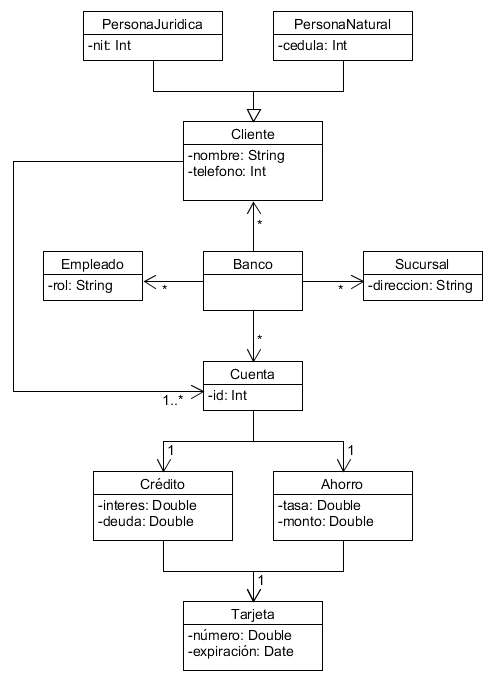 PersonaJuridica
-nit: Int
PersonaNatural
-cedula: Int
Cliente
-nombre: String
-telefono: Int
*
Empleado
-rol: String
*
Banco
*
Sucursal
-direccion: String
*
Cuenta
-id: Int
1..*
1
1
Crédito
-interes: Double
-deuda: Double
Ahorro
-tasa: Double
-monto: Double
1
Tarjeta
-número: Double
-expiración: Date